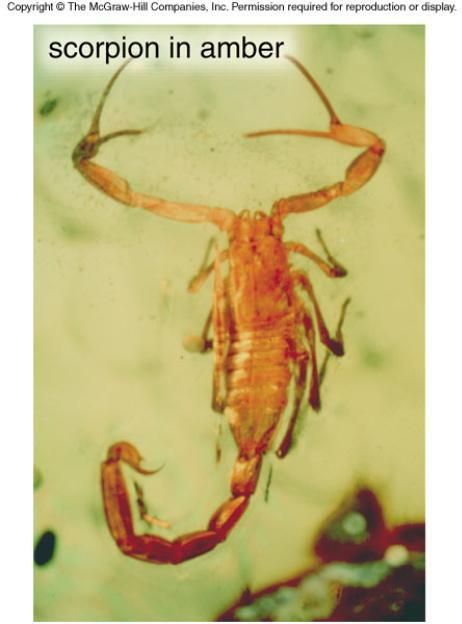 Copyright © The McGraw-Hill Companies, Inc. Permission required for reproduction or display.
scorpion in amber